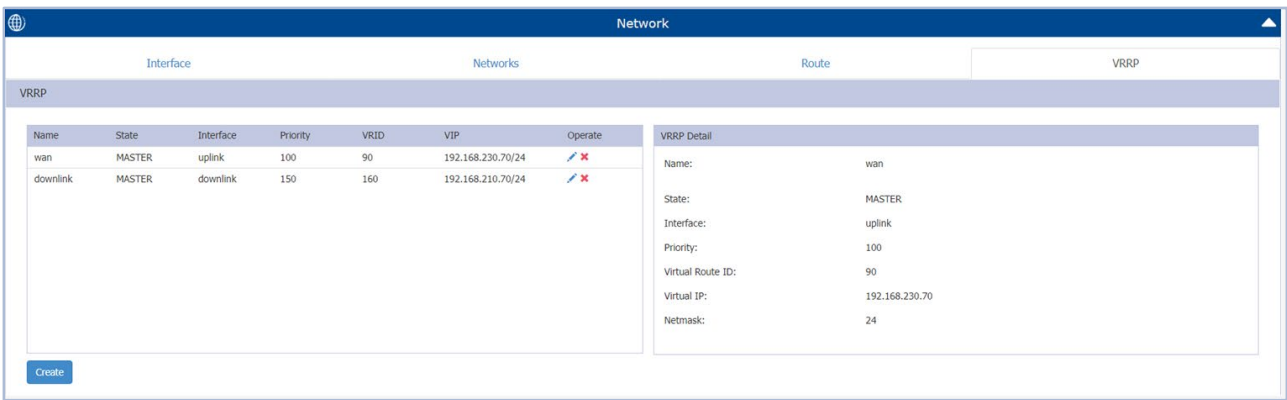 Network
Interface Networks Route VRRP
VRRP
Name State Interface Priority VRID VIP Operate
wan MASTER uplink 100 90 192.168.230.70/24
downlink MASTER downlink 150 160 192.168.210.70/24
Create
VRRP Detail
Name: wan
State: MASTER
Interface: uplink
Priority: 100
Virtual Route ID: 90
Virtual IP: 192.168.230.70
Netmask: 24